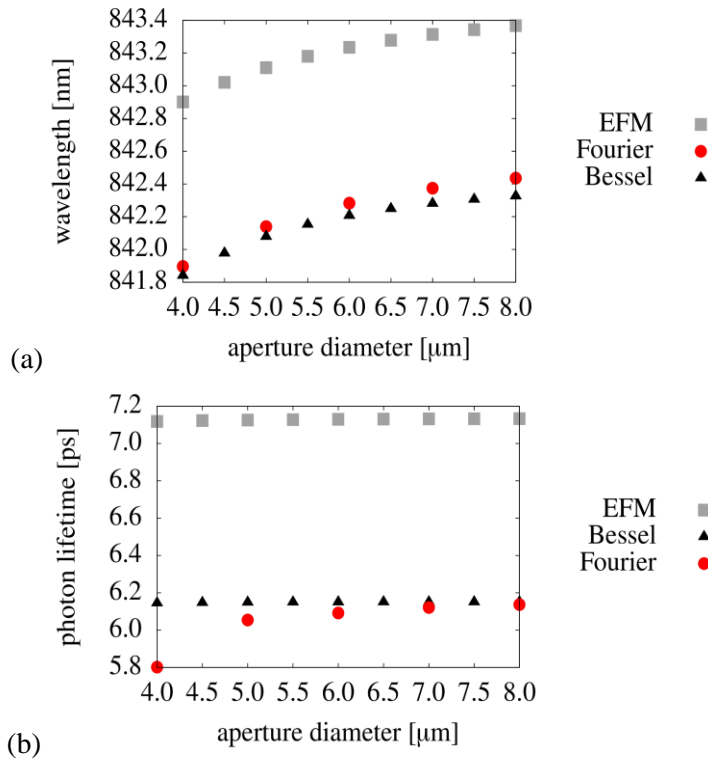 843.4
843.2
843.0
842.8
842.6
842.4
842.2
842.0
841.8
wavelength [nm]
4.0 4.5 5.0 5.5 6.0 6.5 7.0 7.5 8.0
aperture diameter [μm]
EFM
Fourier
Bessel
(a)
7.2
7.0
6.8
6.6
6.4
6.2
6.0
5.8
photon lifetime [ps]
4.0 4.5 5.0 5.5 6.0 6.5 7.0 7.5 8.0
aperture diameter [μm]
EFM
Bessel
Fourier
(b)